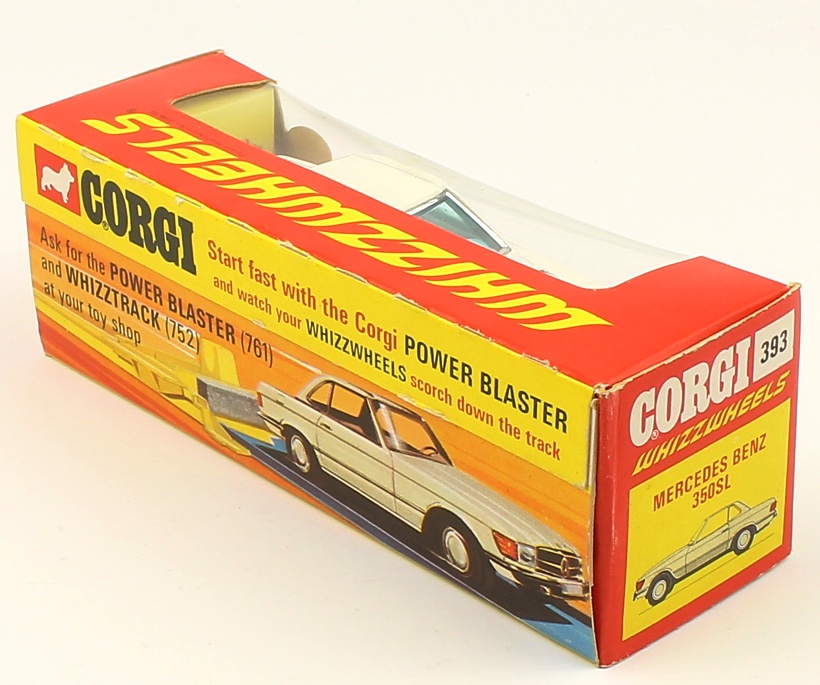 WHIZZWHEELS
CORGI
Start fast with the Corgi POWER BLASTER
and watch your WHIZZWHEELS scorch down the track
Ask for the POWER BLASTER (761)
and WHIZZTRACK (752)
at your toy shop
CORGI
393
WHIZZWHEELS
MERCEDES BENZ
350SL